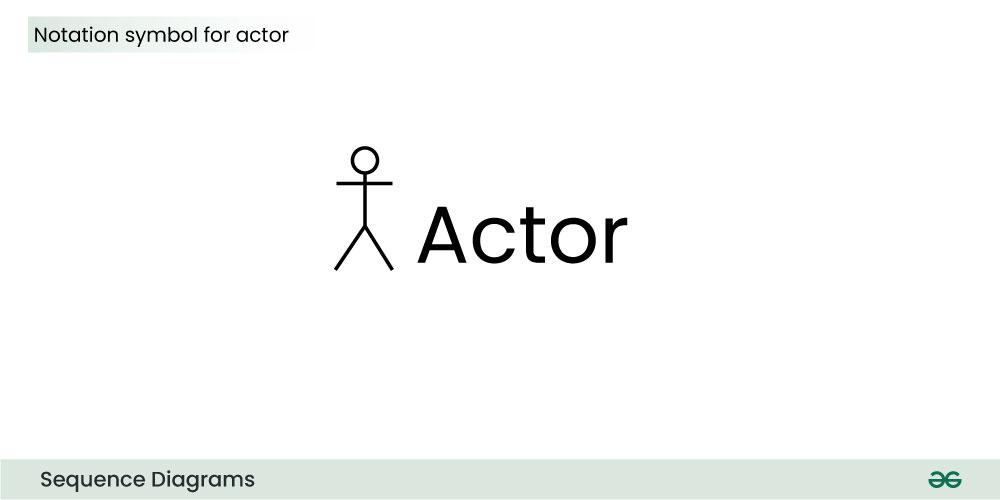 Notation symbol for actor
Actor
Sequence Diagrams